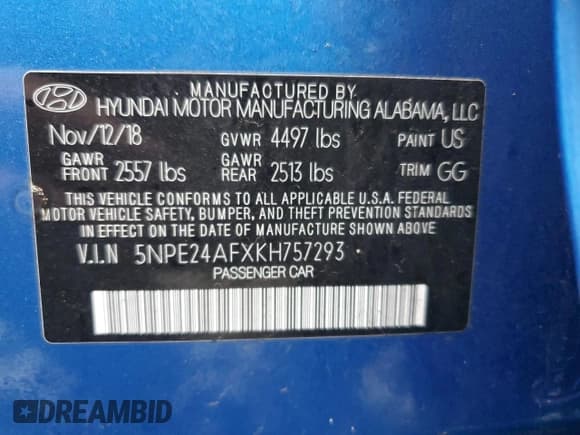 MANUFACTURED BY
HYUNDAI MOTOR MANUFACTURING ALABAMA, LLC
Nov/12/18 GVWR 4497 lbs PAINT US
GAWR FRONT 2557 lbs GAWR REAR 2513 lbs TRIM GG
THIS VEHICLE CONFORMS TO ALL APPLICABLE U.S.A. FEDERAL
MOTOR VEHICLE SAFETY, BUMPER, AND THEFT PREVENTION
STANDARDS IN EFFECT ON THE
DATE OF MANUFACTURE SHOWN ABOVE.
V.I.N 5NPE24AFXKH757293
PASSENGER CAR
DREAMBID